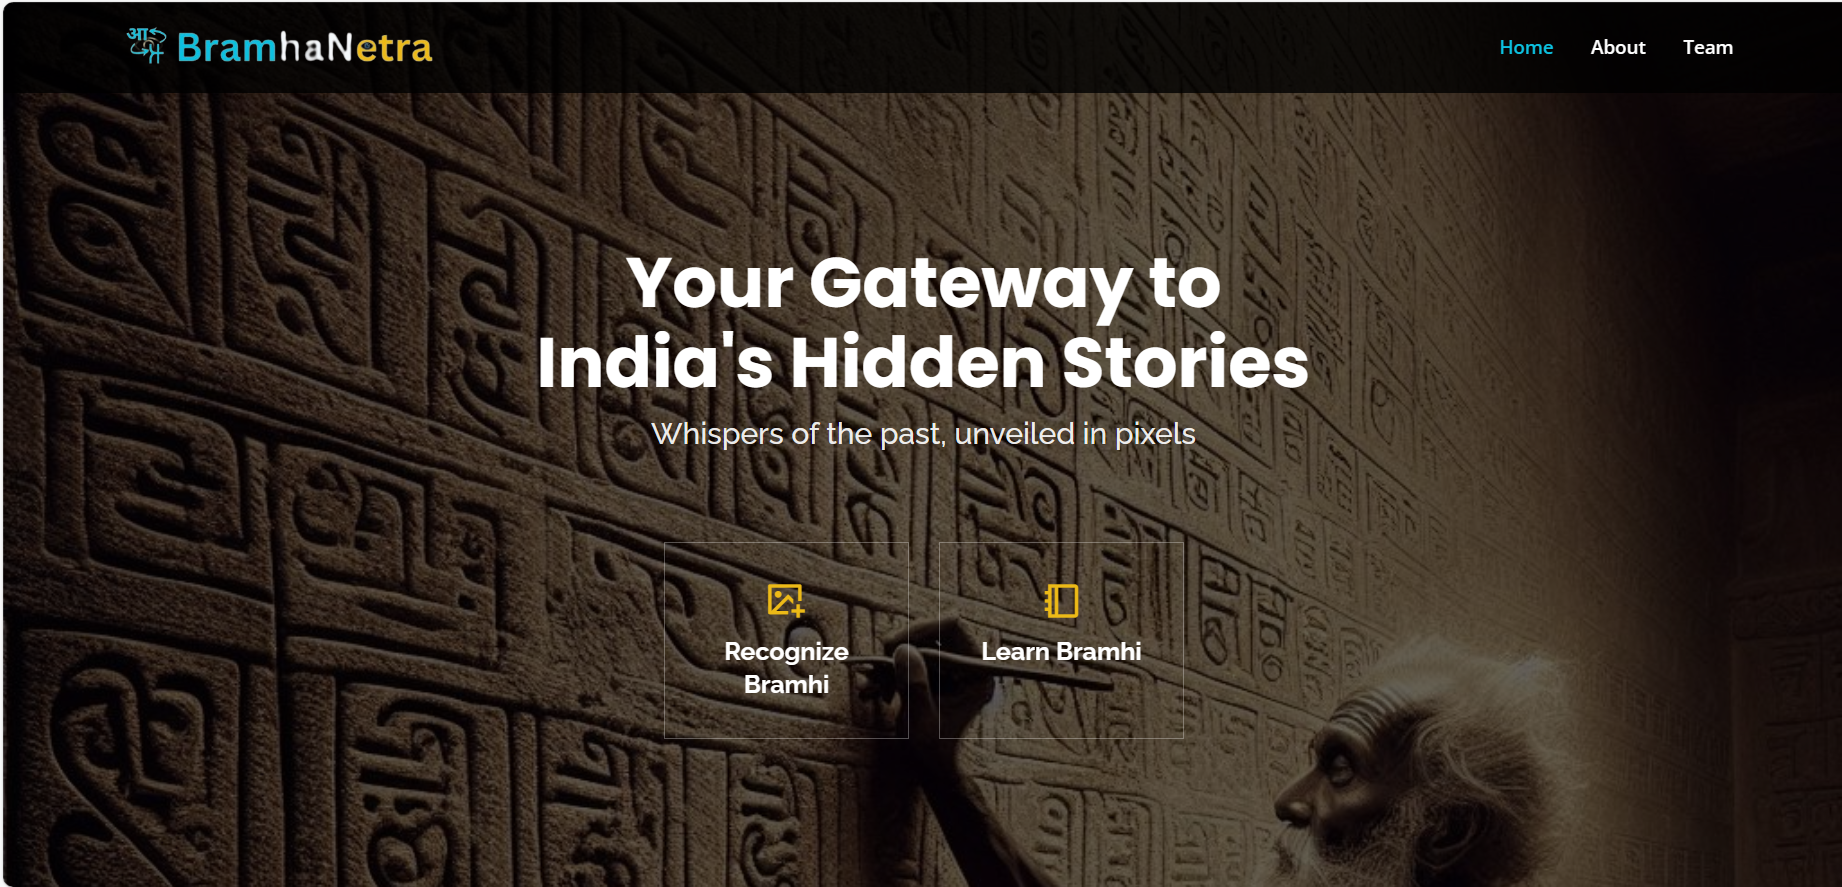 BramhaNetra
Home About Team
Your Gateway to
India's Hidden Stories
Whispers of the past, unveiled in pixels
Recognize
Bramhi
Learn Bramhi